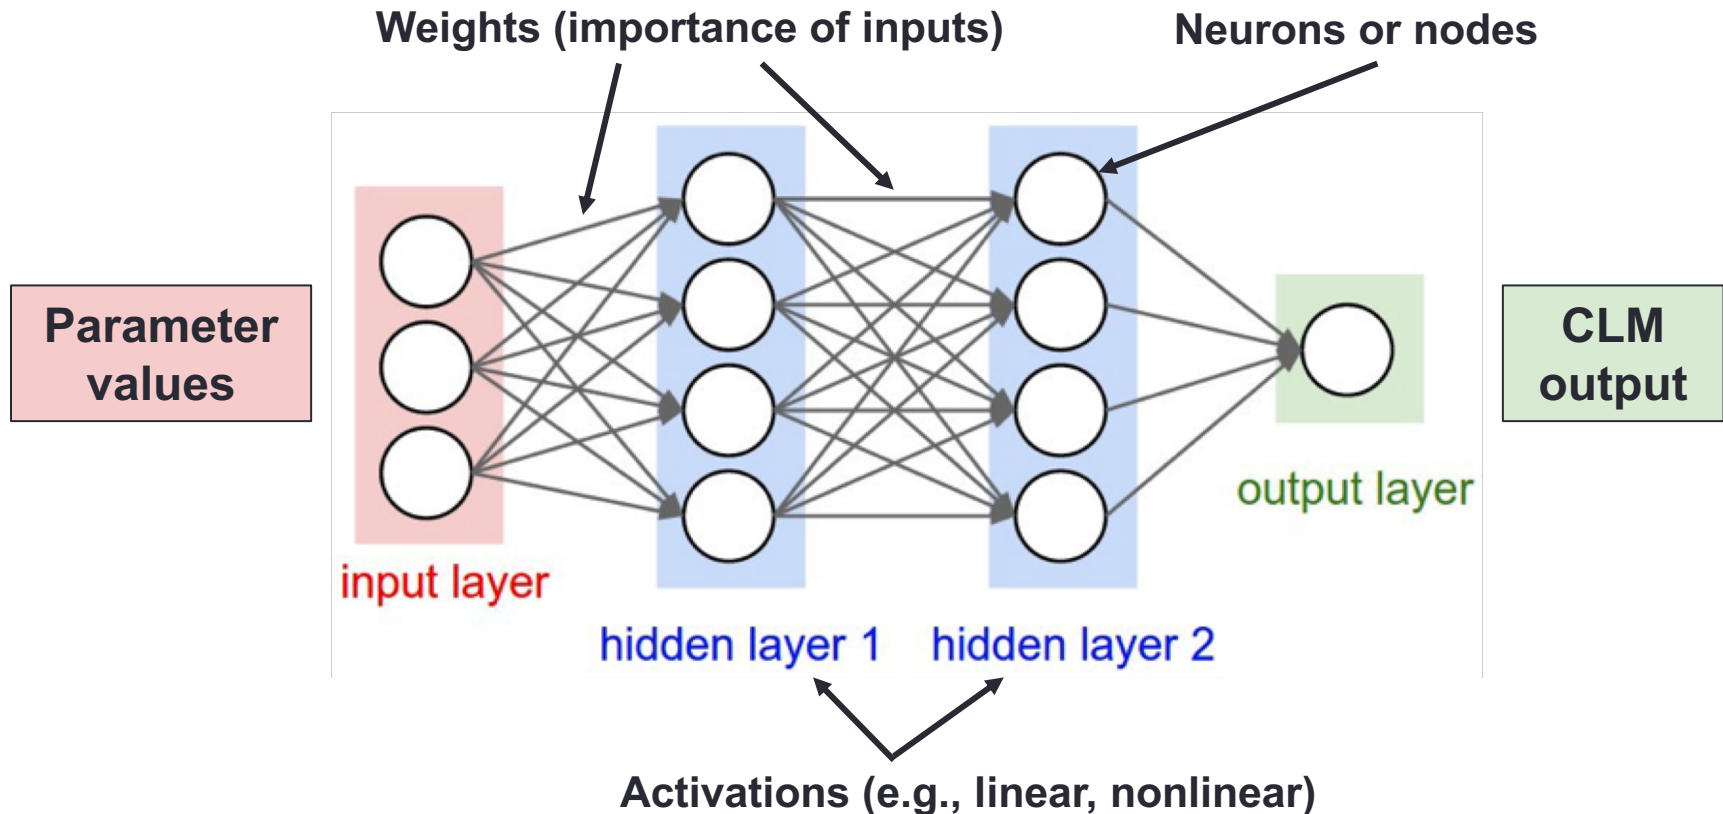 Weights (importance of inputs)
Neurons or nodes
Parameter
values
CLM
output
input layer
hidden layer 1
hidden layer 2
output layer
Activations (e.g., linear, nonlinear)